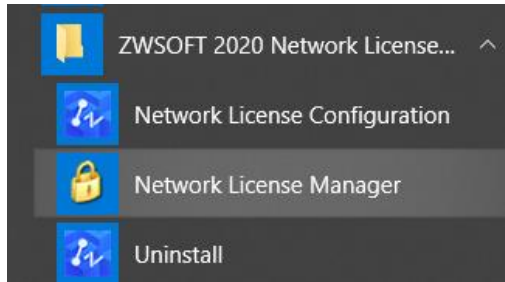 ZWSOFT 2020 Network License...
Network License Configuration
Network License Manager
Uninstall